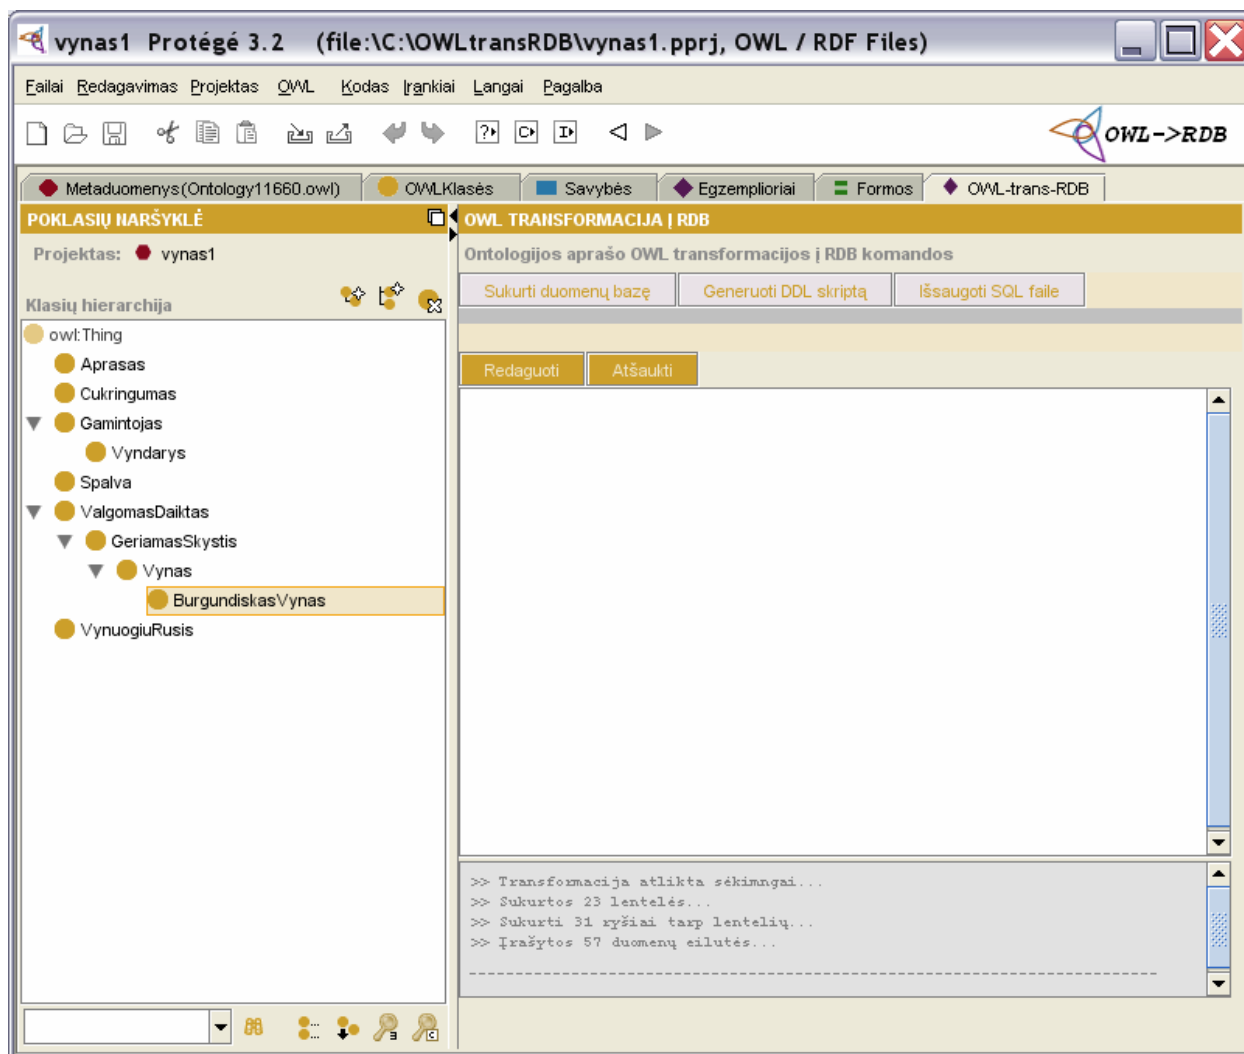 vynas1 Protégé 3.2 (file:\C:\OWLtransRDB\vynas1.pprj, OWL / RDF Files)
Failai Redagavimas Projektas OWL Kodas Įrankiai Langai Pagalba
OWL->RDB
Metaduomenys(Ontology11660.owl) OWLKlasės Savybės Egzemplioriai Formos OWL-trans-RDB
POKLASIŲ NARŠYKLĖ
OWL TRANSFORMACIJA Į RDB
Projektas: vynas1
Ontologijos aprašo OWL transformacijos į RDB komandos
Sukurti duomenų bazę Generuoti DDL skriptą Išsaugoti SQL faile
Klasių hierarchija
owl:Thing
Aprasas
Cukringumas
Gamintojas
Vyndarys
Spalva
ValgomasDaiktas
GeriamasSkystis
Vynas
BurgundiskasVynas
VynuogiuRusis
Redaguoti Atšaukti
>> Transformacija atlikta sėkimngai...
>> Sukurtos 23 lentelės...
>> Sukurti 31 ryšiai tarp lentelių...
>> Įrašytos 57 duomenų eilutės...